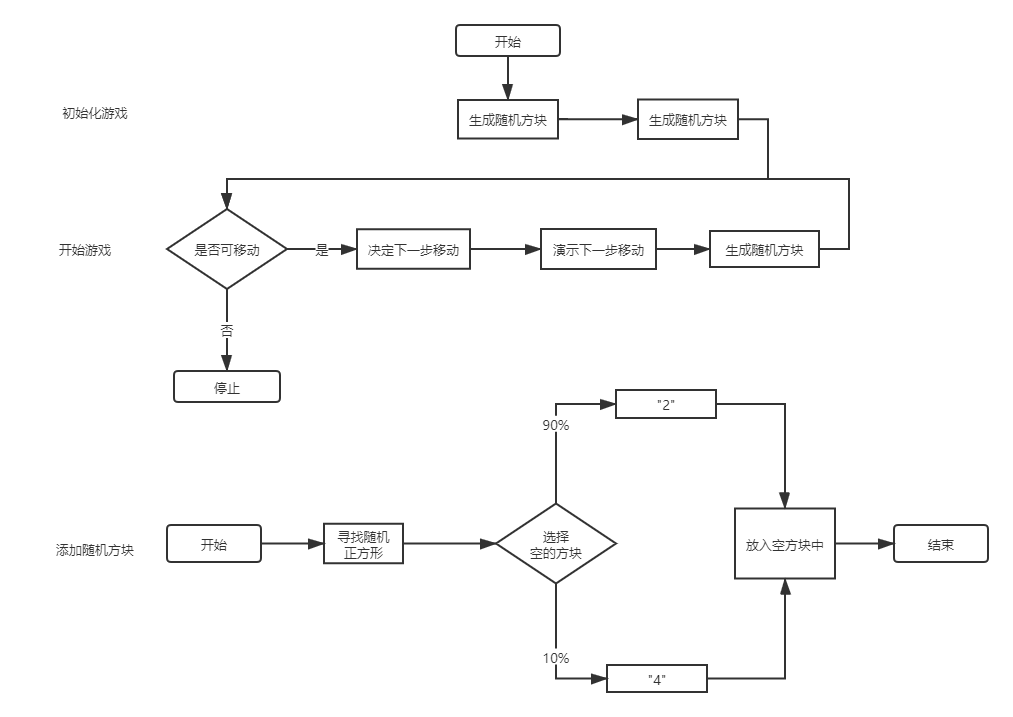 开始
初始化游戏
生成随机方块
生成随机方块
开始游戏
是否可移动
是
决定下一步移动
演示下一步移动
生成随机方块
否
停止
"2"
90%
添加随机方块
开始
寻找随机
正方形
选择
空的方块
放入空方块中
结束
10%
"4"